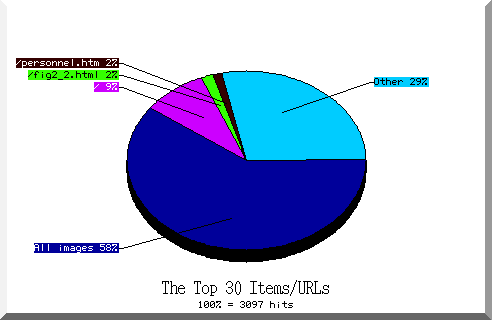 /personnel.htm 2%
/fig2_2.html 2%
/ 9%
Other 29%
All images 58%
The Top 30 Items/URLs
100% = 3097 hits